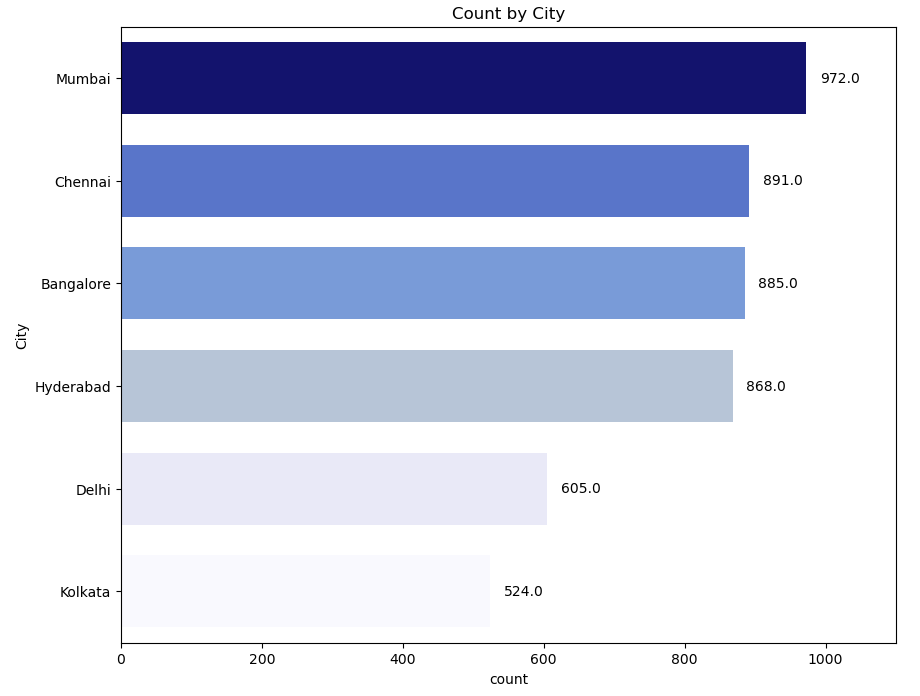 Count by City
Mumbai 972.0
Chennai 891.0
Bangalore 885.0
City
Hyderabad 868.0
Delhi 605.0
Kolkata 524.0
0 200 400 600 800 1000
count